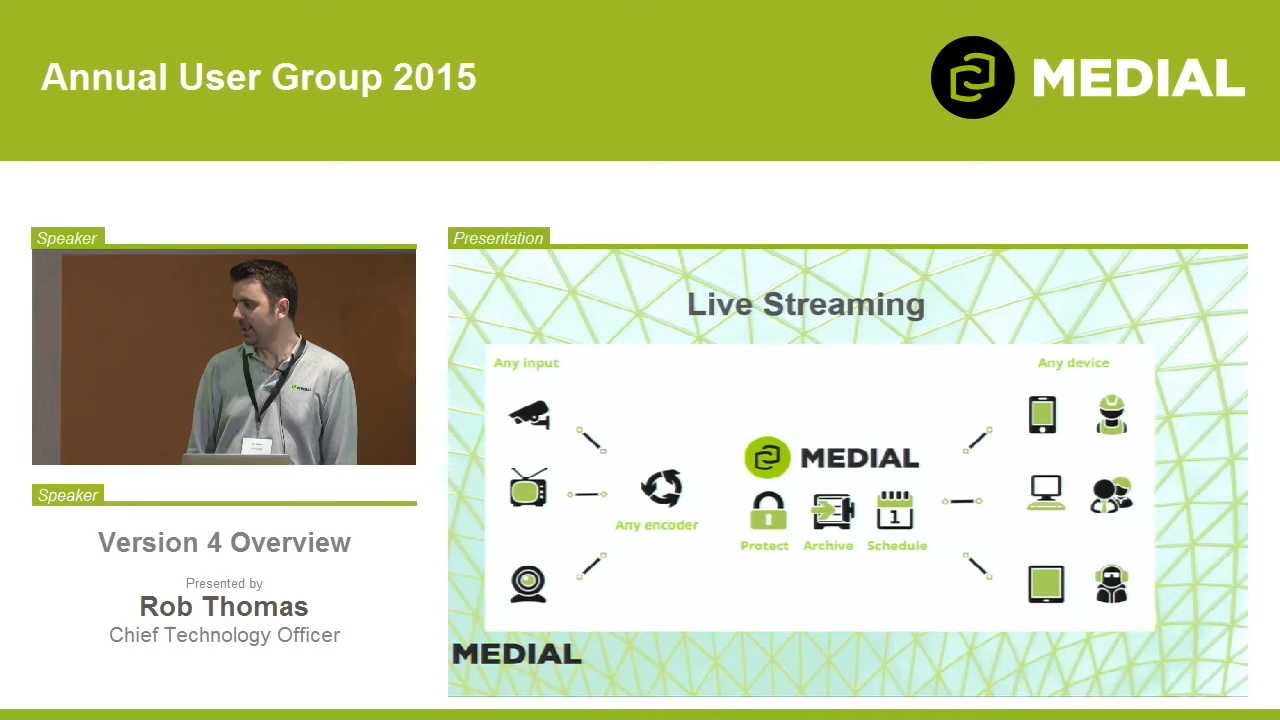 Annual User Group 2015
MEDIAL
Speaker
MEDIAL
Speaker
Version 4 Overview
Presented by
Rob Thomas
Chief Technology Officer
Presentation
Live Streaming
Any input
Any device
Any encoder
MEDIAL
1
Protect
Archive
Schedule
MEDIAL